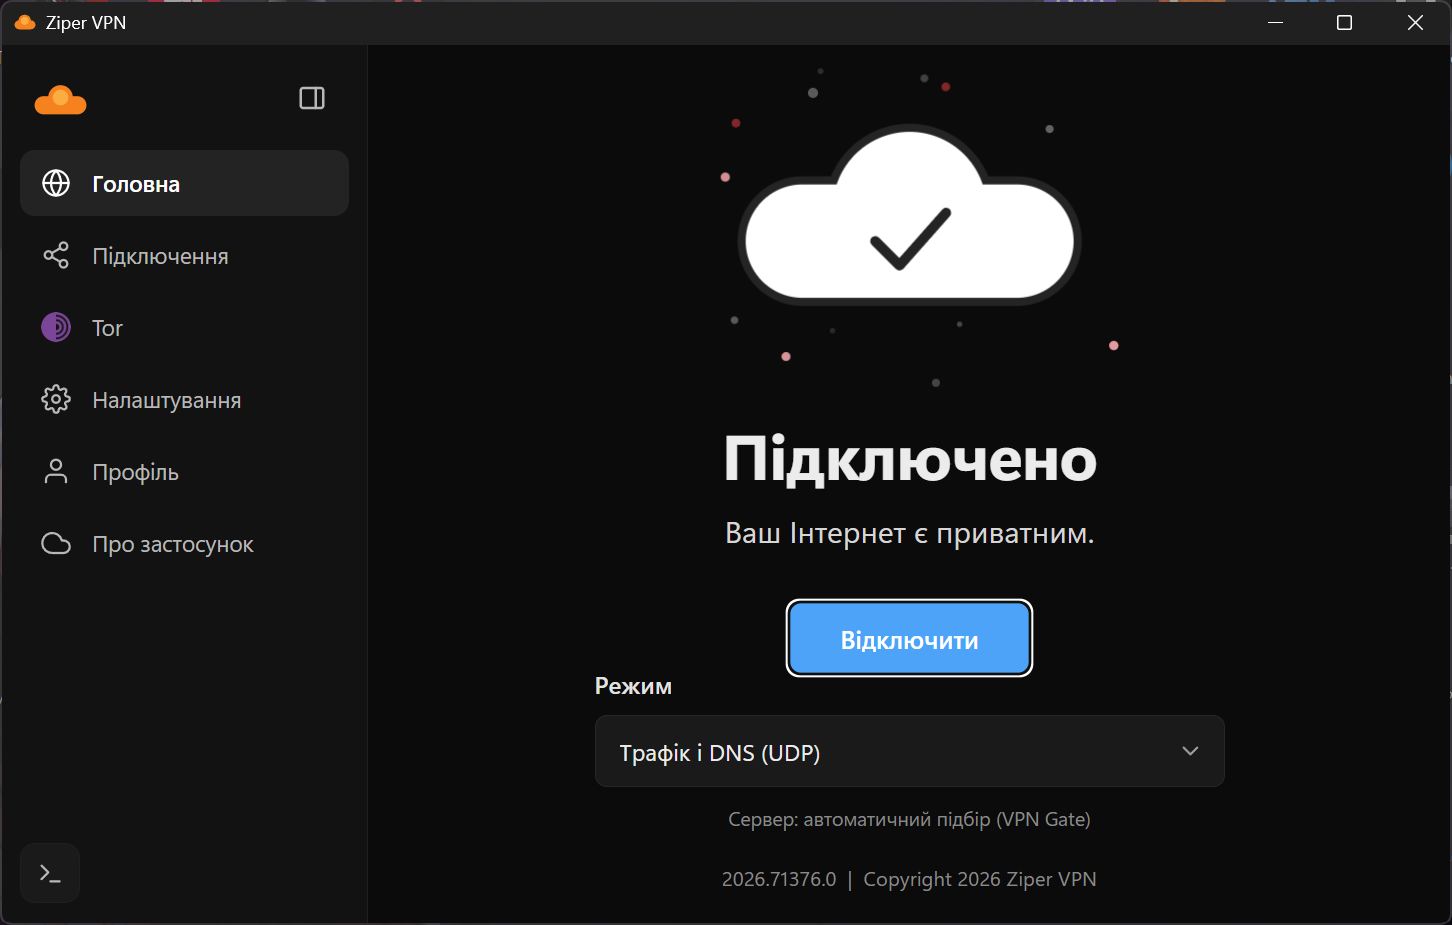 Ziper VPN
Головна
Підключення
Tor
Налаштування
Профіль
Про застосунок
Підключено
Ваш Інтернет є приватним.
Відключити
Режим
Трафік і DNS (UDP)
Сервер: автоматичний підбір (VPN Gate)
2026.71376.0 | Copyright 2026 Ziper VPN